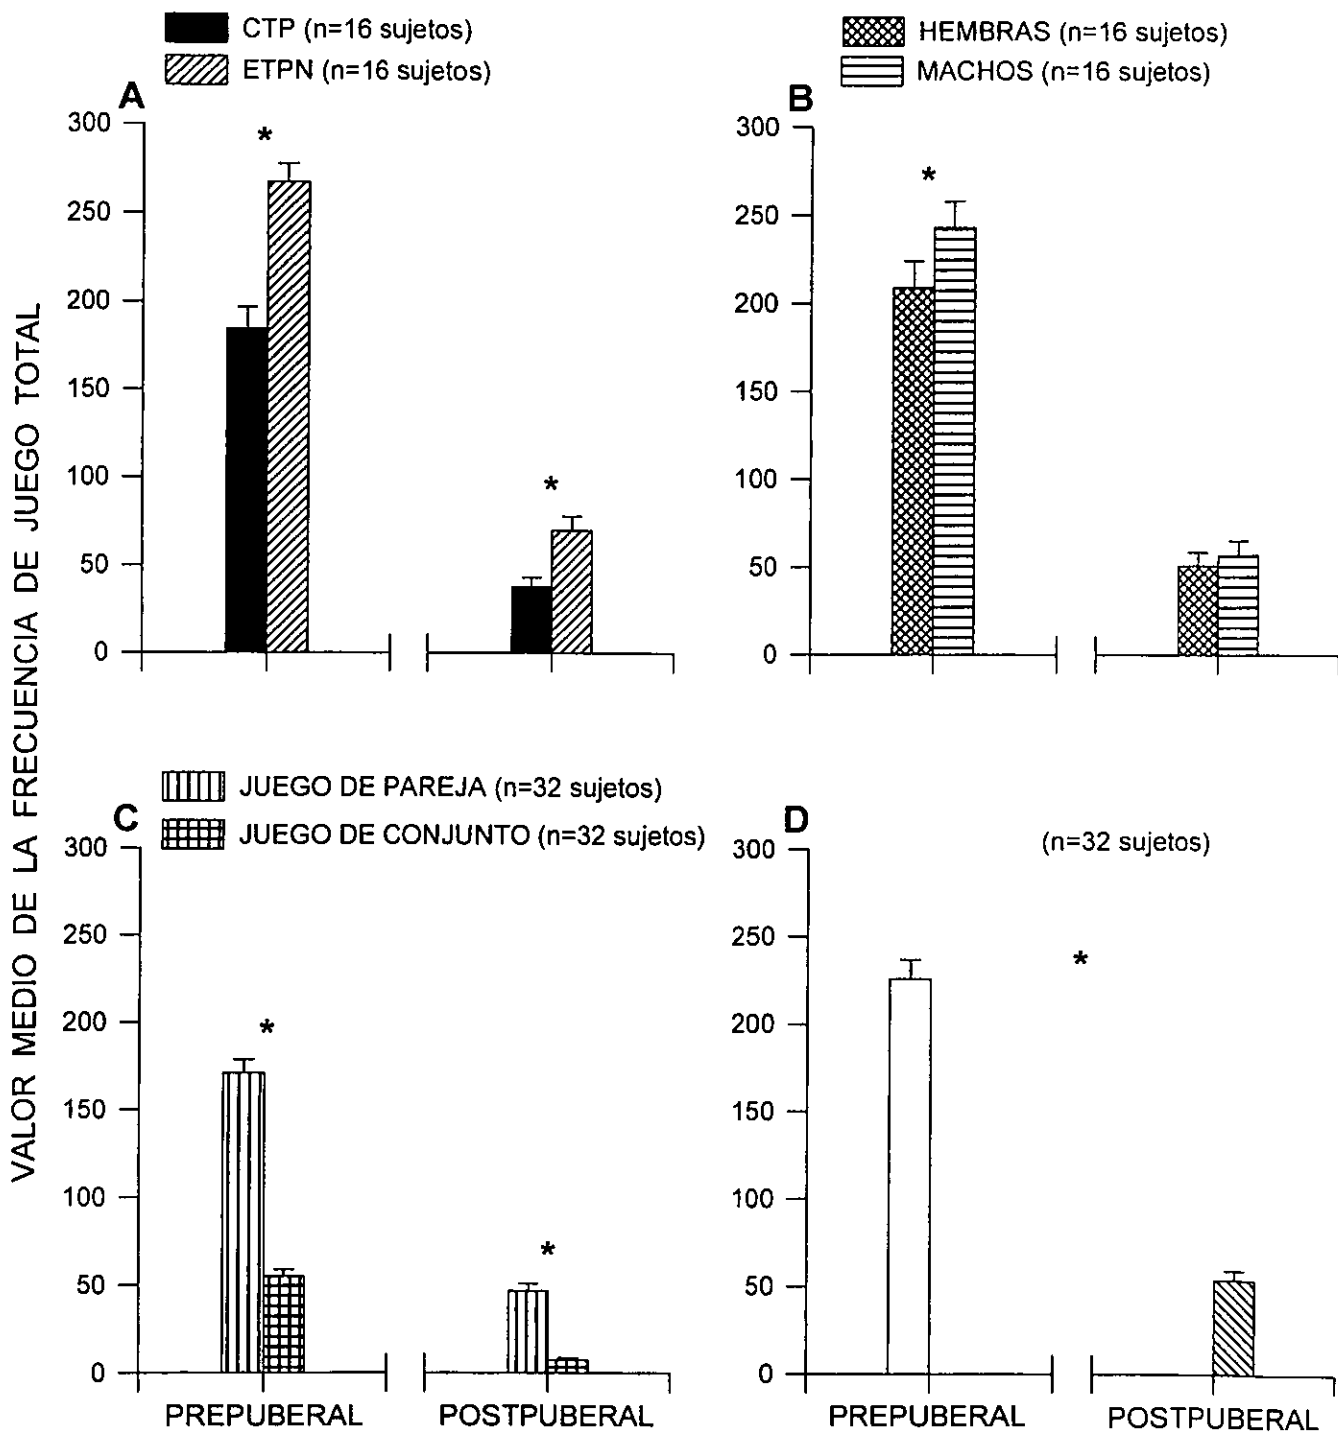 VALOR MEDIO DE LA FRECUENCIA DE JUEGO TOTAL
CTP (n=16 sujetos)
ETPN (n=16 sujetos)
A
*
*
300
250
200
150
100
50
0
HEMBRAS (n=16 sujetos)
MACHOS (n=16 sujetos)
B
*
300
250
200
150
100
50
0
JUEGO DE PAREJA (n=32 sujetos)
JUEGO DE CONJUNTO (n=32 sujetos)
C
*
*
300
250
200
150
100
50
0
PREPUBERAL
POSTPUBERAL
D
(n=32 sujetos)
*
300
250
200
150
100
50
0
PREPUBERAL
POSTPUBERAL